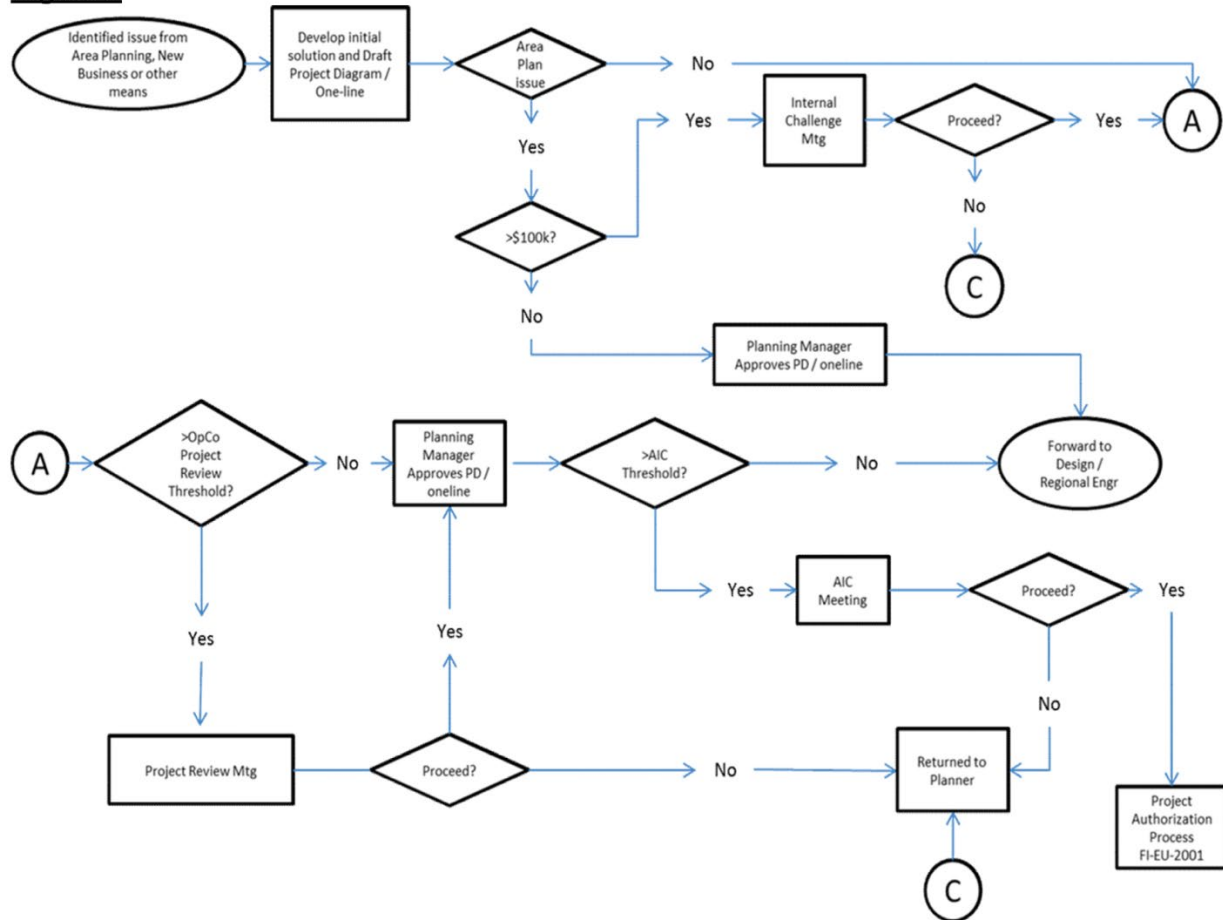 Identified issue from
Area Planning, New
Business or other
means
Develop initial
solution and Draft
Project Diagram /
One-line
Area
Plan
issue
No
Yes
Yes
Internal
Challenge
Mtg
Proceed?
Yes
A
No
>$100k?
C
No
Planning Manager
Approves PD / oneline
A
>OpCo
Project
Review
Threshold?
No
Planning
Manager
Approves PD /
oneline
>AIC
Threshold?
No
Forward to
Design /
Regional Engr
Yes
AIC
Meeting
Proceed?
Yes
Yes
Yes
No
Project Review Mtg
Proceed?
No
Returned to
Planner
Project
Authorization
Process
FI-EU-2001
C